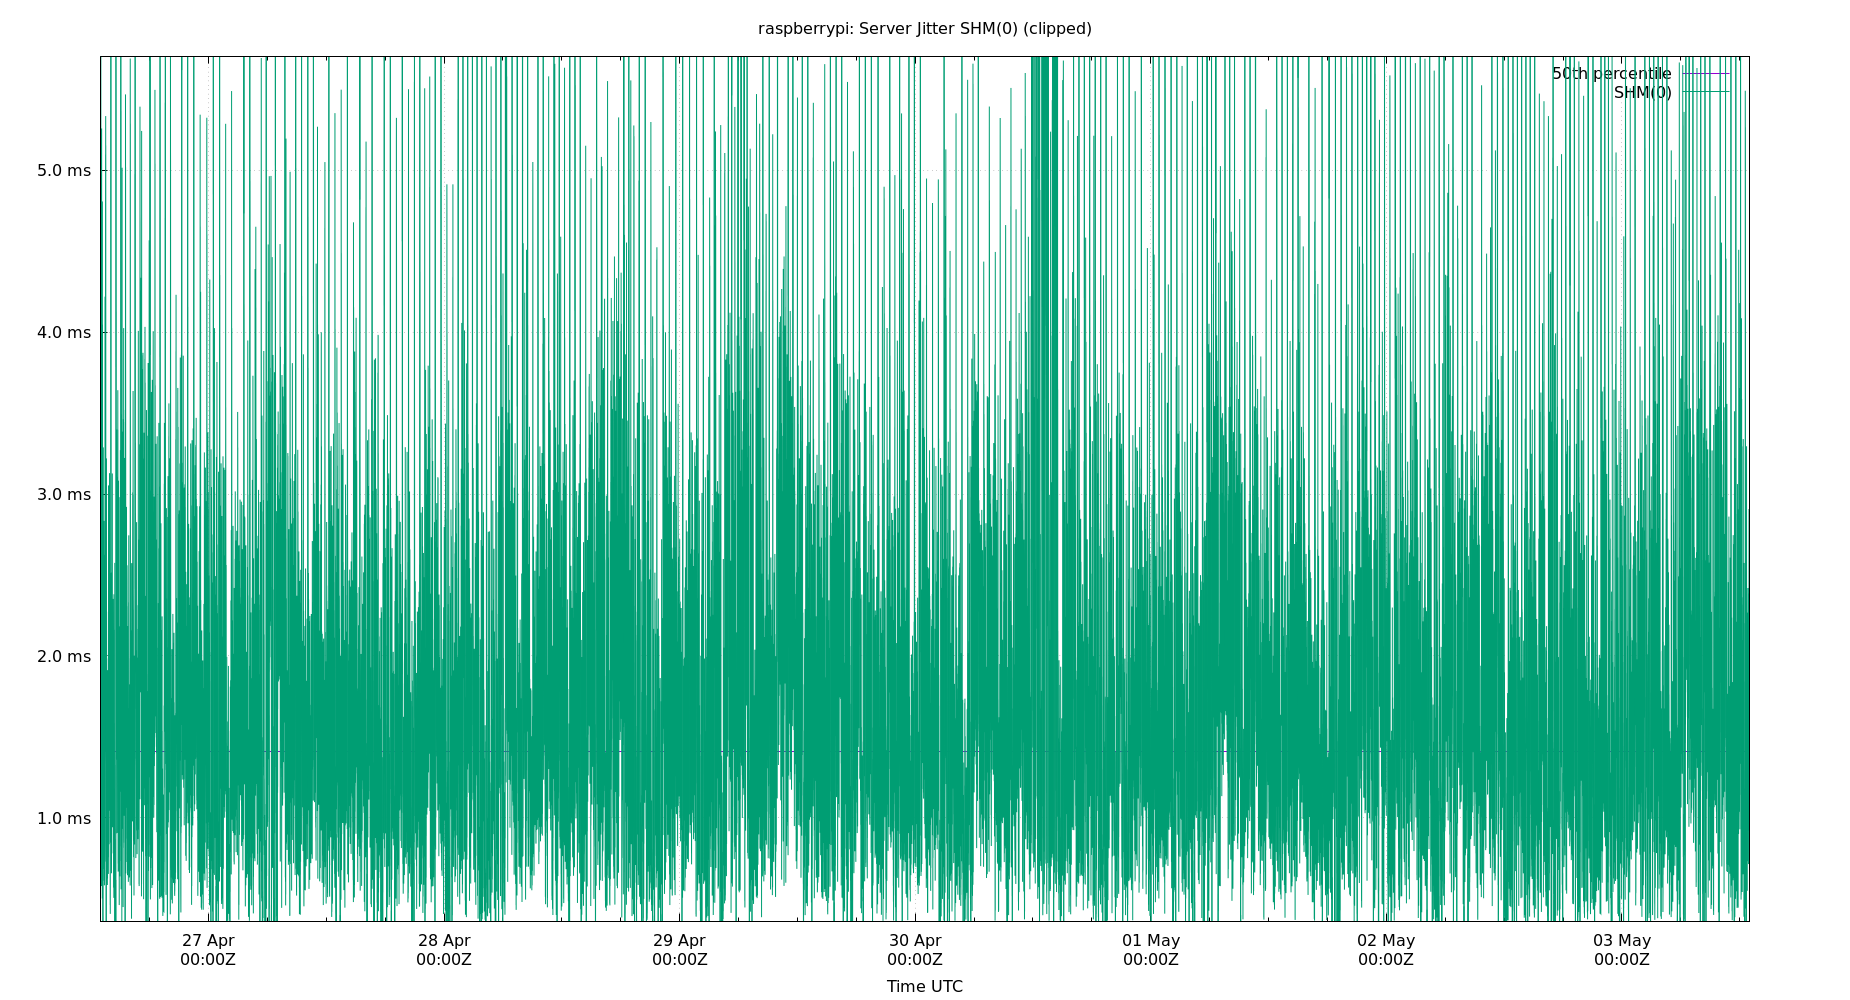 raspberrypi: Server Jitter SHM(0) (clipped)
50th percentile
SHM(0)
5.0 ms
4.0 ms
3.0 ms
2.0 ms
1.0 ms
27 Apr
00:00Z
28 Apr
00:00Z
29 Apr
00:00Z
30 Apr
00:00Z
01 May
00:00Z
02 May
00:00Z
03 May
00:00Z
Time UTC